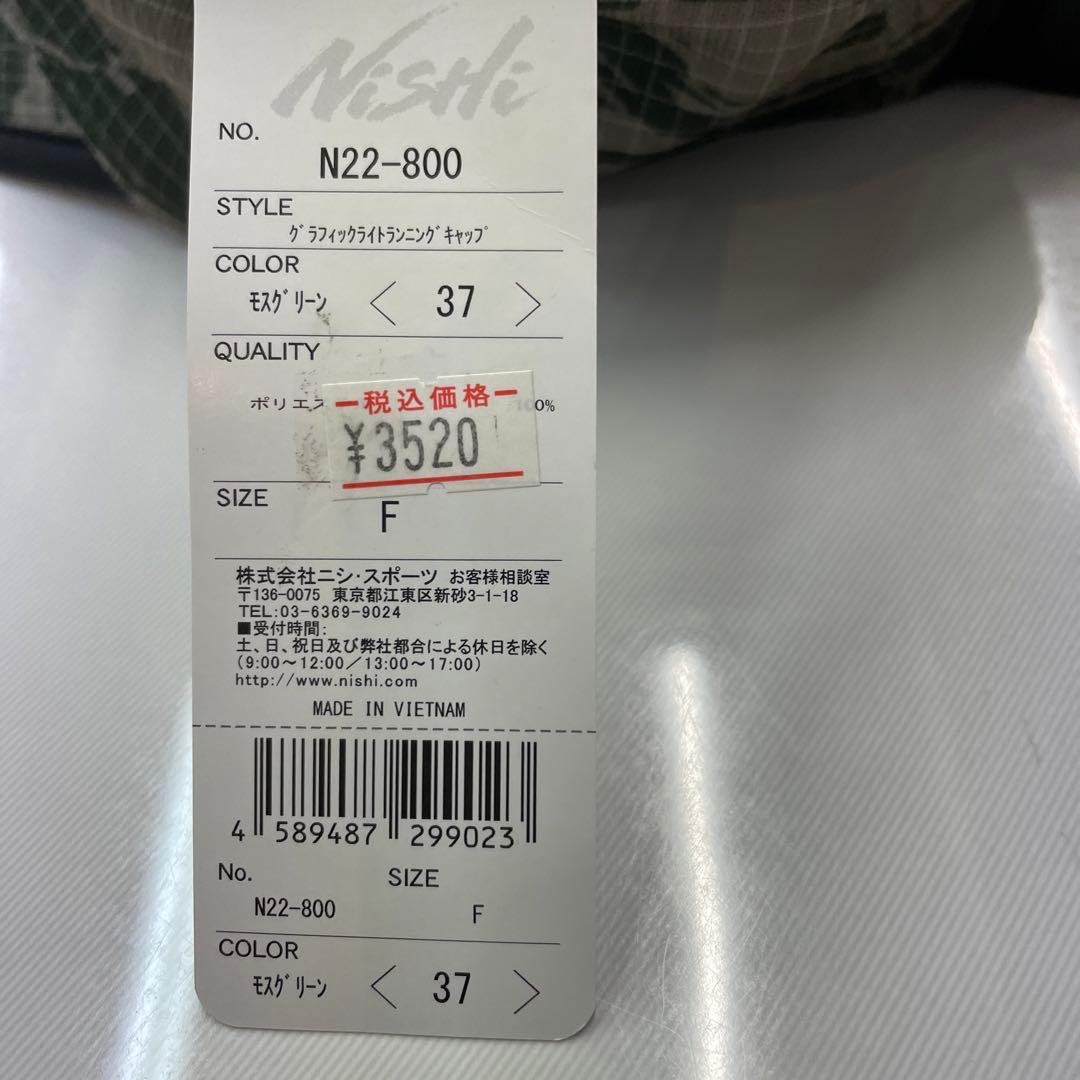 NiSHi
NO.
N22-800
STYLE
ｸﾞﾗﾌｨｯｸﾗｲﾄﾗﾝﾆﾝｸﾞｷｬｯﾌﾟ
COLOR
ﾓｽｸﾞﾘｰﾝ < 37 >
QUALITY
ー税込価格ー
¥3520
SIZE
F
株式会社ニシ・スポーツ お客様相談室
〒136-0075 東京都江東区新砂3-1-18
TEL:03-6369-9024
■受付時間:
土、日、祝日及び弊社都合による休日を除く
(9:00～12:00/13:00～17:00)
http://www.nishi.com
MADE IN VIETNAM
4 589487 299023
No. SIZE
N22-800 F
COLOR
ﾓｽｸﾞﾘｰﾝ < 37 >